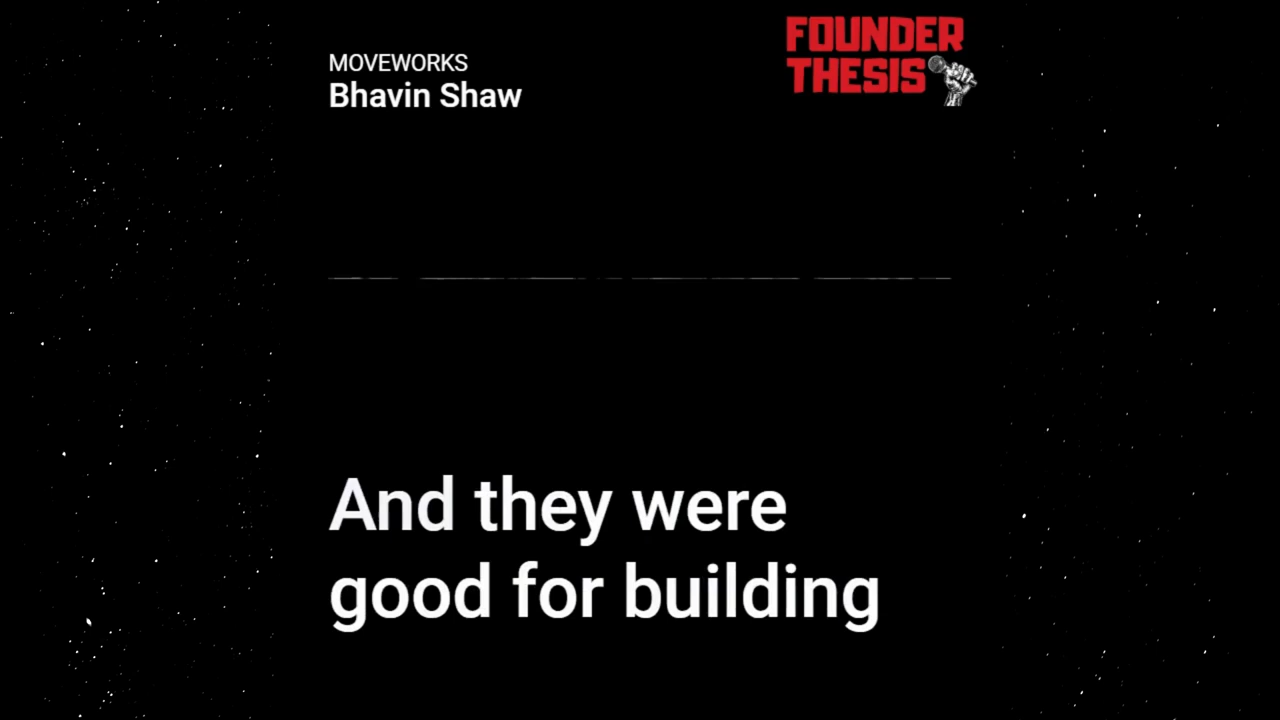 MOVEWORKS
Bhavin Shaw
FOUNDER
THESIS
And they were
good for building